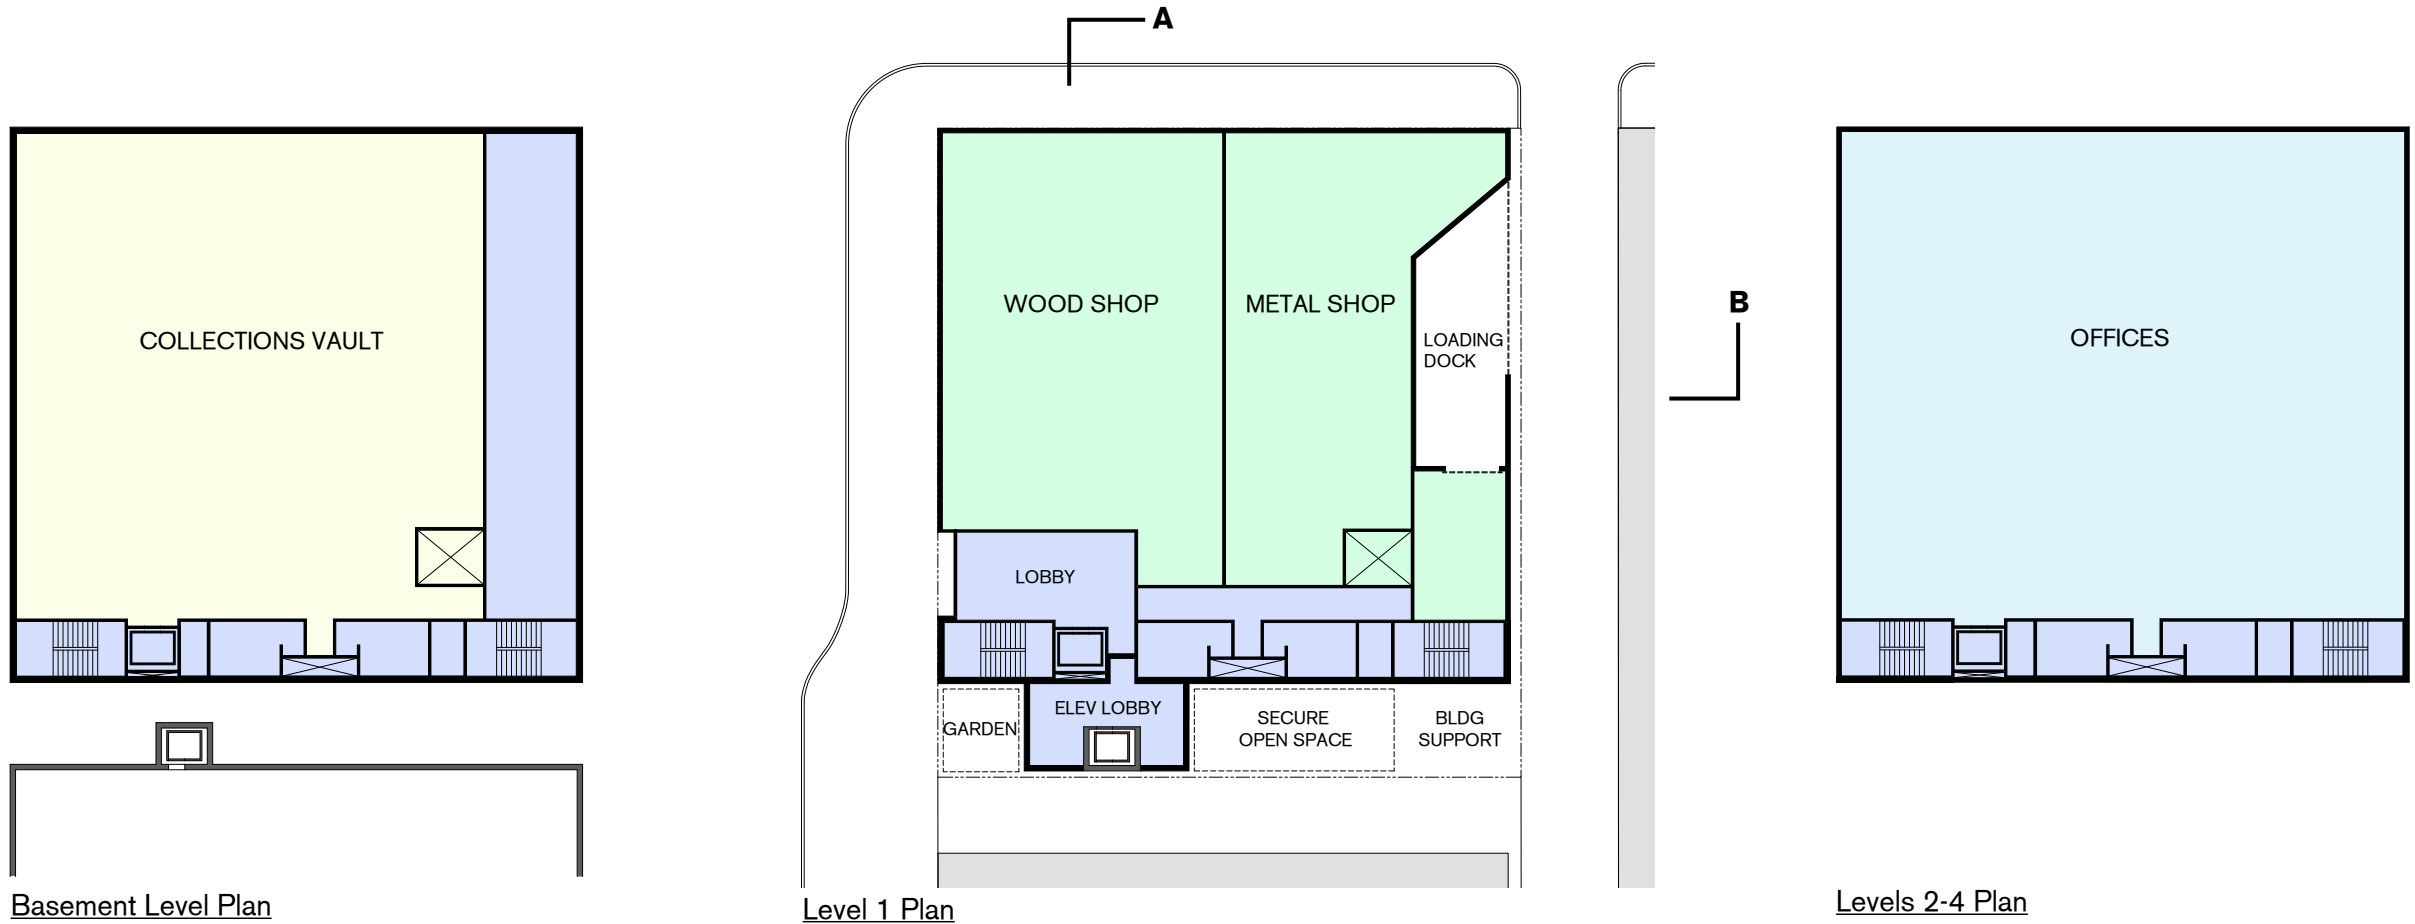 A
B
COLLECTIONS VAULT
WOOD SHOP
METAL SHOP
LOADING
DOCK
OFFICES
LOBBY
ELEV LOBBY
GARDEN
SECURE
OPEN SPACE
BLDG
SUPPORT
Basement Level Plan
Level 1 Plan
Levels 2-4 Plan